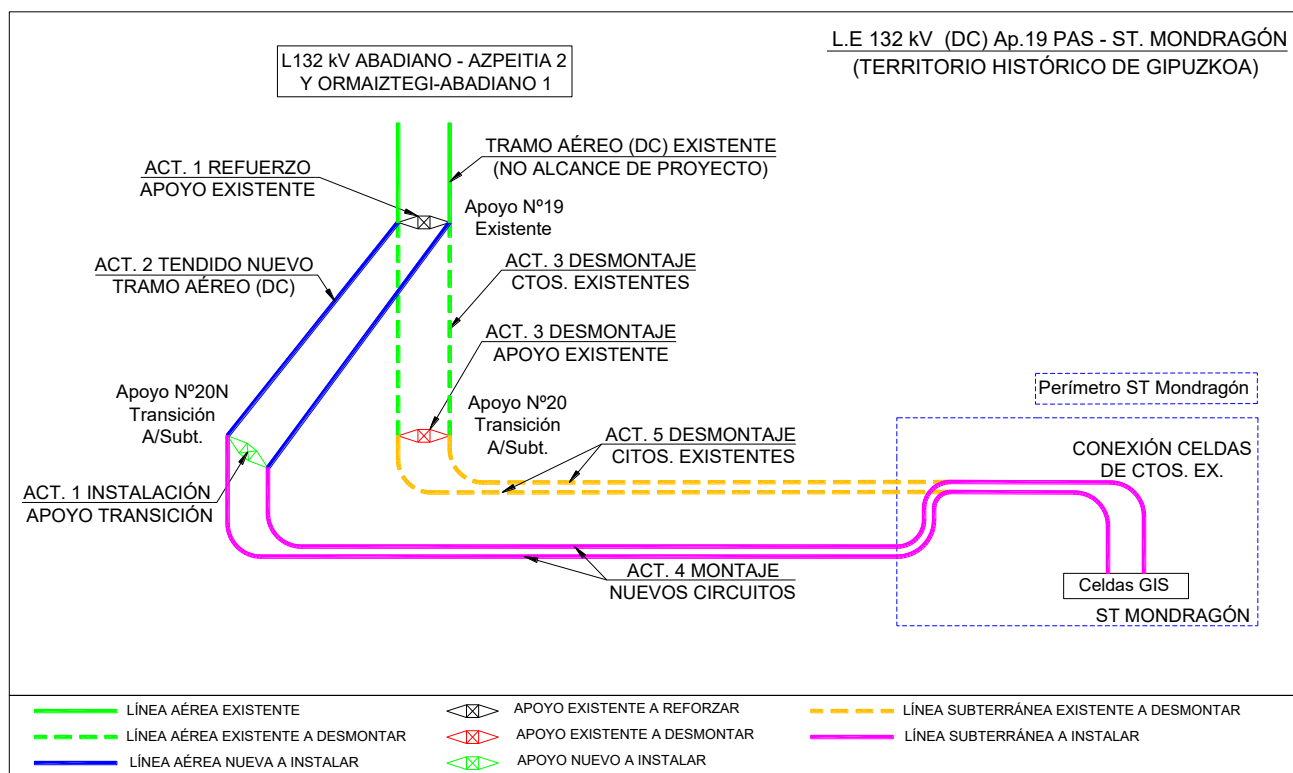 L.E 132 kV (DC) Ap.19 PAS - ST. MONDRAGÓN
(TERRITORIO HISTÓRICO DE GIPUZKOA)
L132 kV ABADIANO - AZPEITIA 2
Y ORMAIZTEGI-ABADIANO 1
TRAMO AÉREO (DC) EXISTENTE
(NO ALCANCE DE PROYECTO)
ACT. 1 REFUERZO
APOYO EXISTENTE
Apoyo Nº19
Existente
ACT. 2 TENDIDO NUEVO
TRAMO AÉREO (DC)
ACT. 3 DESMONTAJE
CTOS. EXISTENTES
ACT. 3 DESMONTAJE
APOYO EXISTENTE
Apoyo Nº20N
Transición
A/Subt.
Apoyo Nº20
Transición
A/Subt.
Perímetro ST Mondragón
ACT. 5 DESMONTAJE
CITOS. EXISTENTES
CONEXIÓN CELDAS
DE CTOS. EX.
ACT. 1 INSTALACIÓN
APOYO TRANSICIÓN
ACT. 4 MONTAJE
NUEVOS CIRCUITOS
Celdas GIS
ST MONDRAGÓN
LÍNEA AÉREA EXISTENTE
LÍNEA AÉREA EXISTENTE A DESMONTAR
LÍNEA AÉREA NUEVA A INSTALAR
APOYO EXISTENTE A REFORZAR
APOYO EXISTENTE A DESMONTAR
APOYO NUEVO A INSTALAR
LÍNEA SUBTERRÁNEA EXISTENTE A DESMONTAR
LÍNEA SUBTERRÁNEA A INSTALAR